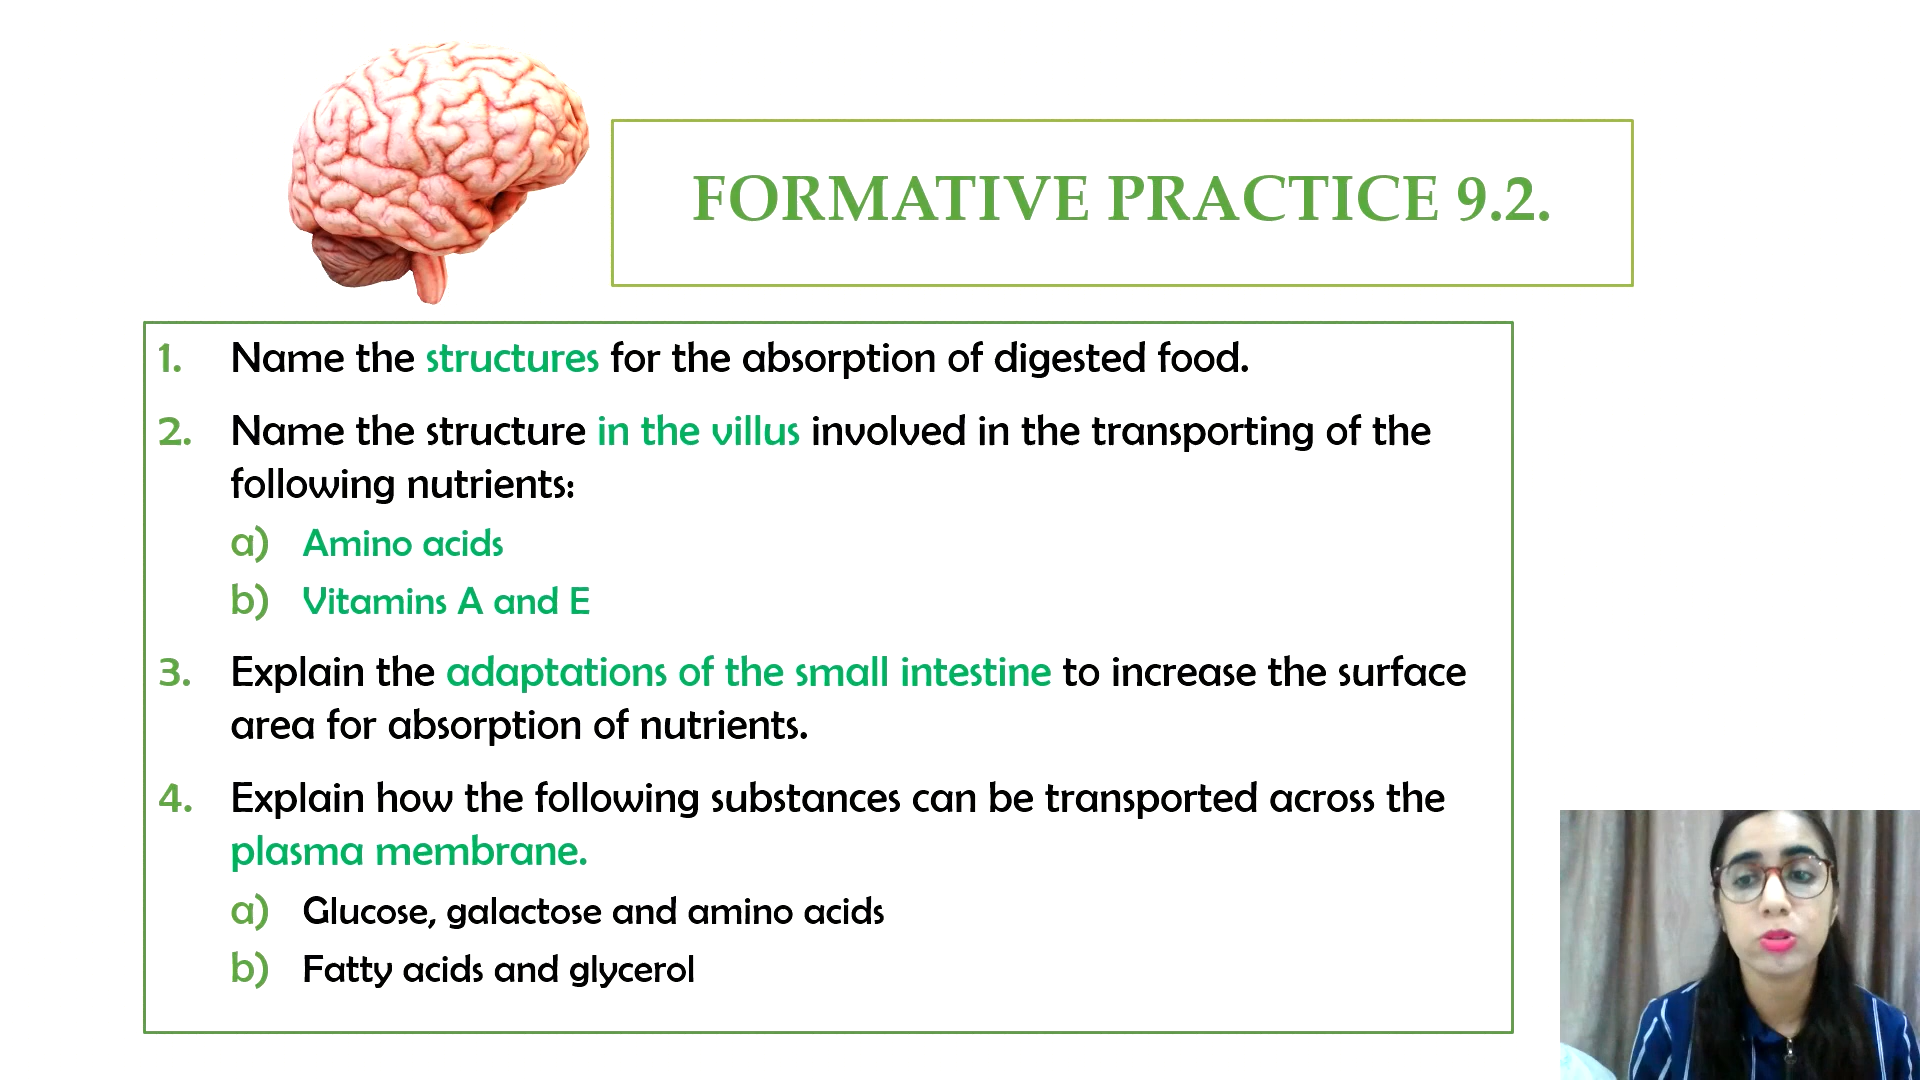 FORMATIVE PRACTICE 9.2.
1. Name the structures for the absorption of digested food.
2. Name the structure in the villus involved in the transporting of the
following nutrients:
a) Amino acids
b) Vitamins A and E
3. Explain the adaptations of the small intestine to increase the surface
area for absorption of nutrients.
4. Explain how the following substances can be transported across the
plasma membrane.
a) Glucose, galactose and amino acids
b) Fatty acids and glycerol